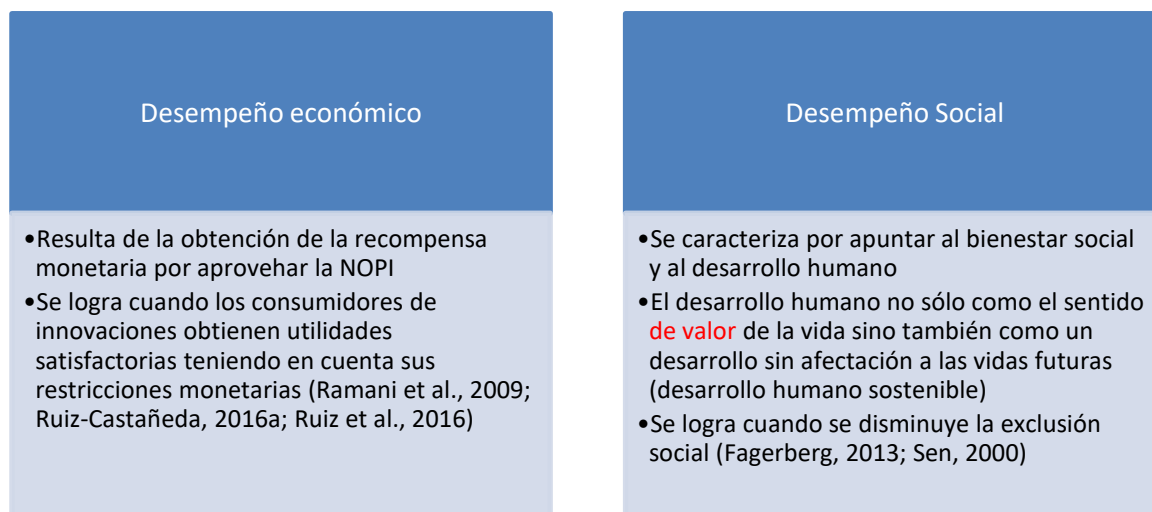 Desempeño económico
•Resulta de la obtención de la recompensa
monetaria por aprovehar la NOPI
•Se logra cuando los consumidores de
innovaciones obtienen utilidades
satisfactorias teniendo en cuenta sus
restricciones monetarias (Ramani et al., 2009;
Ruiz-Castañeda, 2016a; Ruiz et al., 2016)
Desempeño Social
•Se caracteriza por apuntar al bienestar social
y al desarrollo humano
•El desarrollo humano no sólo como el sentido
de valor de la vida sino también como un
desarrollo sin afectación a las vidas futuras
(desarrollo humano sostenible)
•Se logra cuando se disminuye la exclusión
social (Fagerberg, 2013; Sen, 2000)